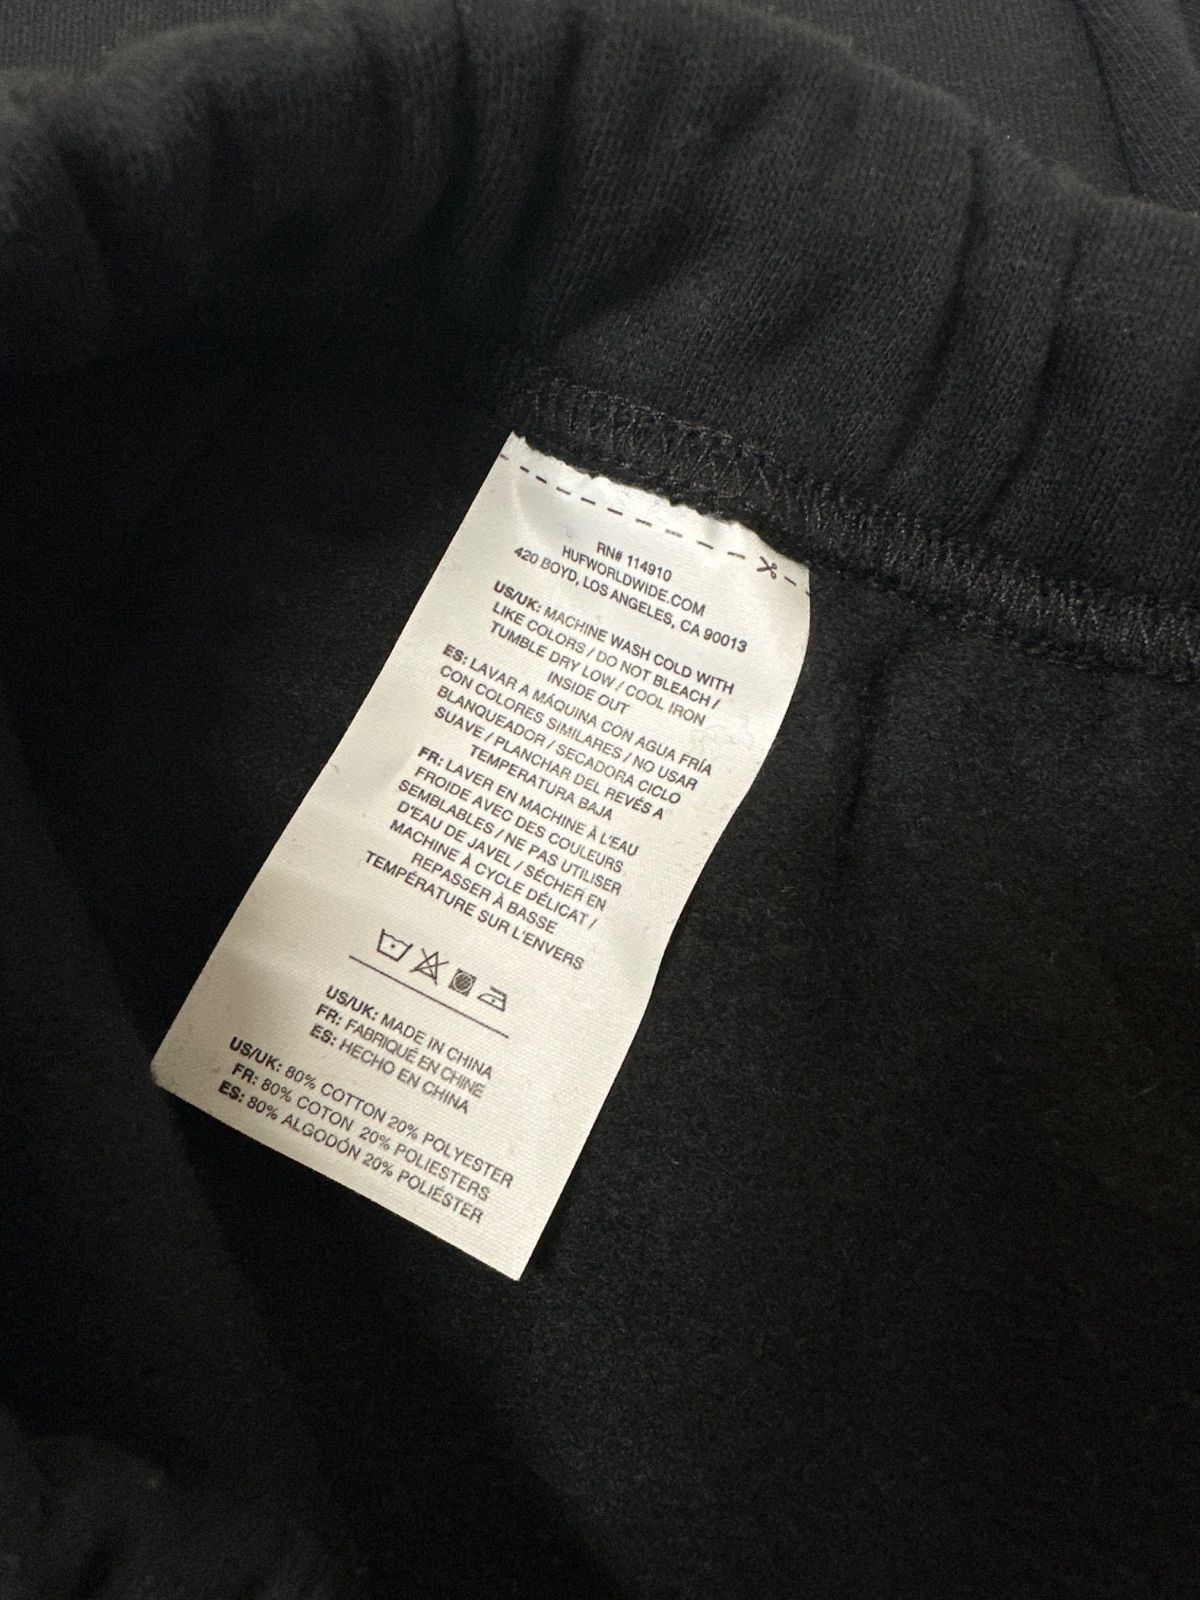 RN# 114910
HUFWORLDWIDE.COM
420 BOYD, LOS ANGELES, CA 90013
US/UK: MACHINE WASH COLD WITH
LIKE COLORS / DO NOT BLEACH /
TUMBLE DRY LOW / COOL IRON
INSIDE OUT
ES: LAVAR A MÁQUINA CON AGUA FRÍA
CON COLORES SIMILARES / NO USAR
BLANQUEADOR / SECADORA CICLO
SUAVE / PLANCHAR DEL REVÉS A
TEMPERATURA BAJA
FR: LAVER EN MACHINE À L'EAU
FROIDE AVEC DES COULEURS
SEMBLABLES / NE PAS UTILISER
D'EAU DE JAVEL / SÉCHER EN
MACHINE À CYCLE DÉLICAT /
REPASSER À BASSE
TEMPÉRATURE SUR L'ENVERS
US/UK: MADE IN CHINA
FR: FABRIQUÉ EN CHINE
ES: HECHO EN CHINA
US/UK: 80% COTTON 20% POLYESTER
FR: 80% COTON 20% POLIESTERS
ES: 80% ALGODÓN 20% POLIÉSTER